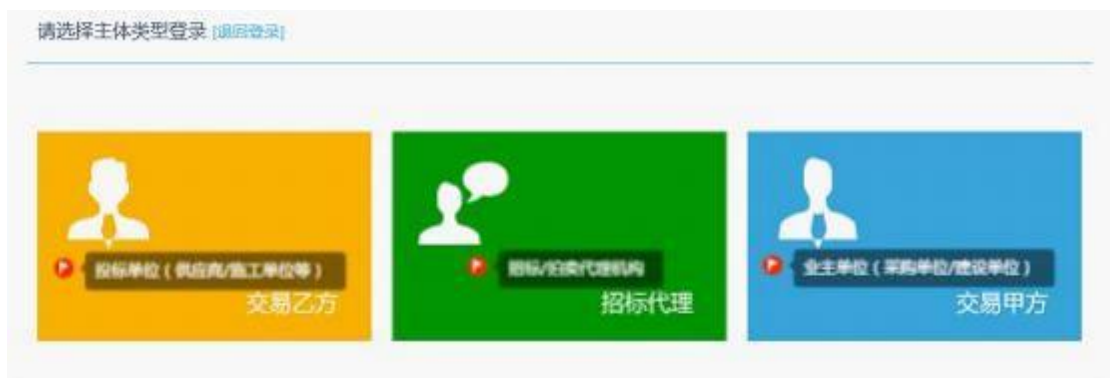 请选择主体类型登录 [退回登录]
投标单位（供应商/施工单位等）
交易乙方
招标/拍卖代理机构
招标代理
业主单位（采购单位/建设单位）
交易甲方